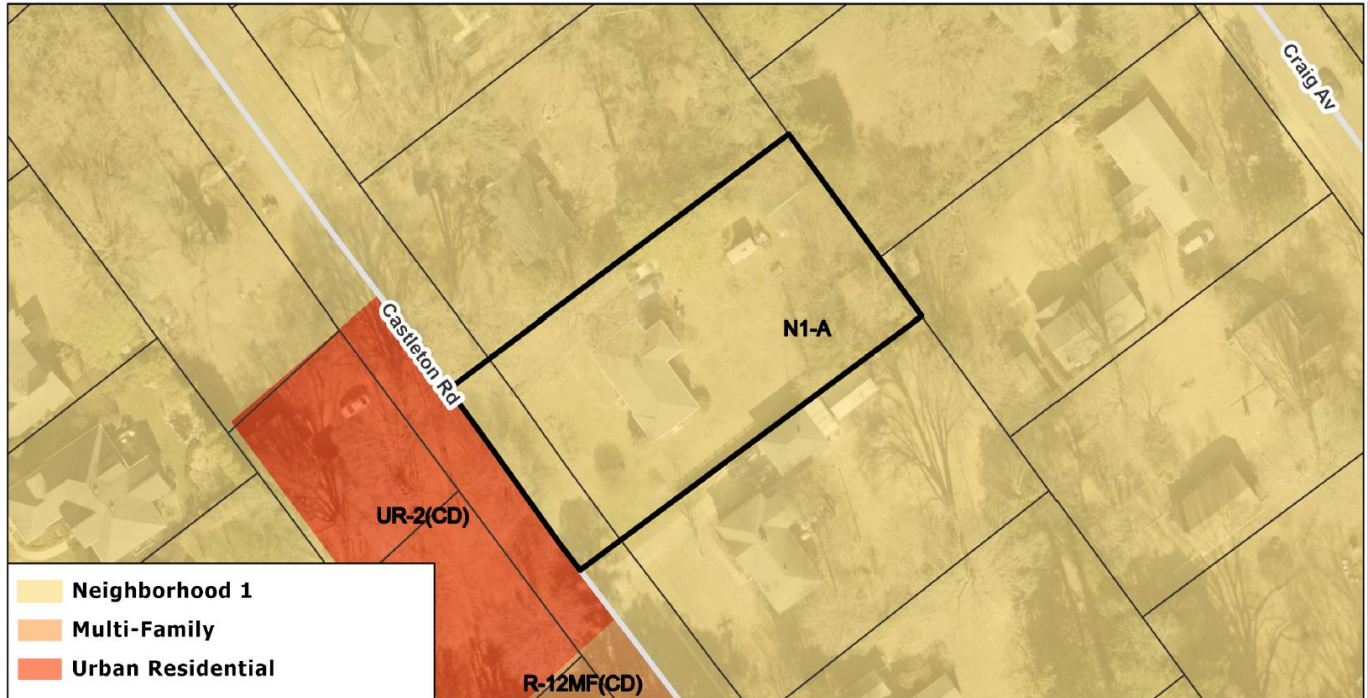 Craig Av
Castleton Rd
N1-A
UR-2(CD)
Neighborhood 1
Multi-Family
Urban Residential
R-12MF(CD)